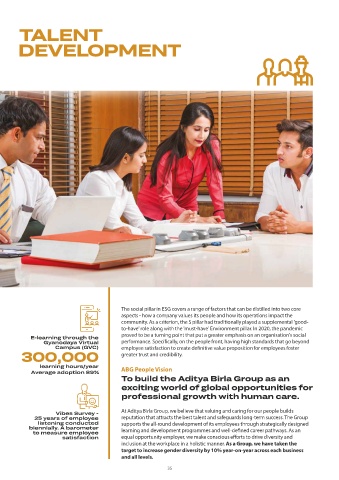 TALENT
DEVELOPMENT
E-learning through the
Gyanodaya Virtual
Campus (GVC)
300,000
learning hours/year
Average adoption 85%
Vibes Survey -
25 years of employee
listening conducted
biennially. A barometer
to measure employee
satisfaction
The social pillar in ESG covers a range of factors that can be distilled into two core
aspects - how a company values its people and how its operations impact the
community. As a criterion, the S pillar had traditionally played a supplemental 'good-
to-have' role along with the 'must-have' Environment pillar. In 2020, the pandemic
proved to be a turning point that put a greater emphasis on an organisation's social
performance. Specifically, on the people front, having high standards that go beyond
employee satisfaction to create definitive value proposition for employees foster
greater trust and credibility.
ABG People Vision
To build the Aditya Birla Group as an
exciting world of global opportunities for
professional growth with human care.
At Aditya Birla Group, we believe that valuing and caring for our people builds
reputation that attracts the best talent and safeguards long-term success. The Group
supports the all-round development of its employees through strategically designed
learning and development programmes and well-defined career pathways. As an
equal opportunity employer, we make conscious efforts to drive diversity and
inclusion at the workplace in a holistic manner. As a Group, we have taken the
target to increase gender diversity by 10% year-on-year across each business
and all levels.